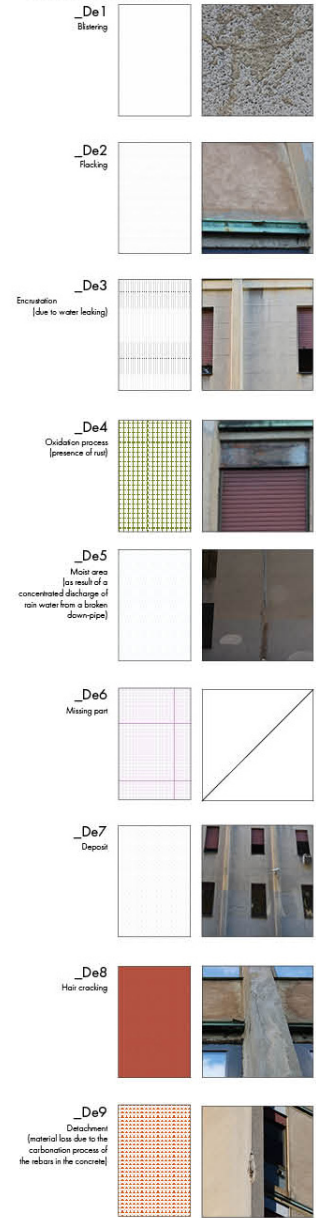 _De1
Blistering
_De2
Flacking
_De3
Encrustation
(due to water leaking)
_De4
Oxidation process
(presence of rust)
_De5
Moist area
(as result of a
concentrated discharge of
rain water from a broken
down-pipe)
_De6
Missing part
_De7
Deposit
_De8
Hair cracking
_De9
Detachment
(material loss due to the
carbonation process of
the rebars in the concrete)